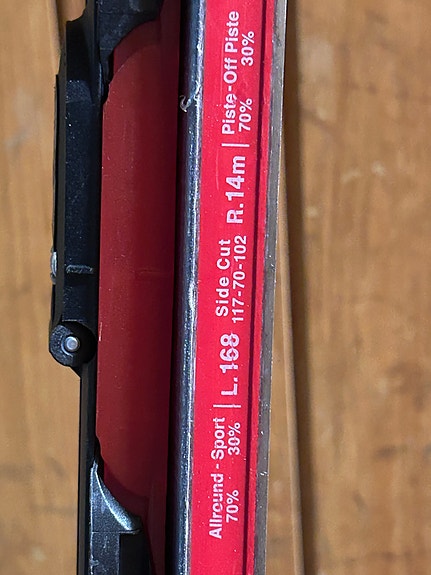 Allround - Sport
70% 30%
L. 168
Side Cut
117-70-102
R. 14m
Piste - Off Piste
70% 30%